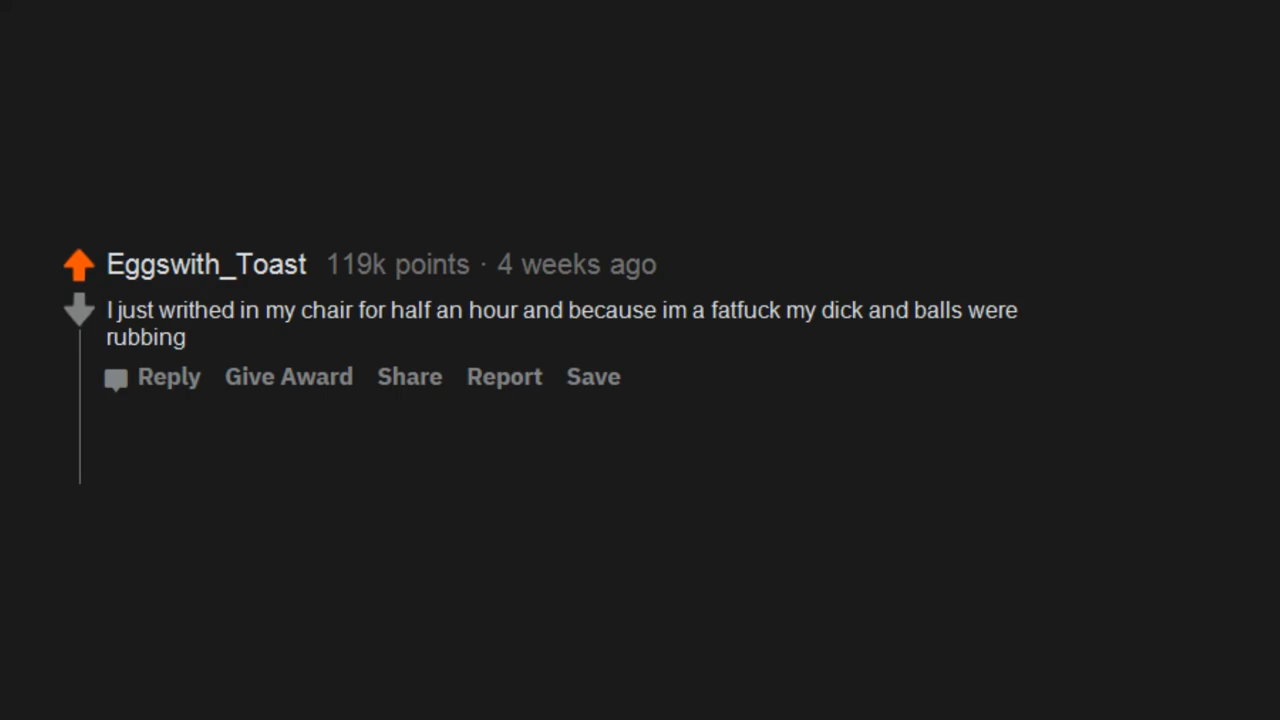 Eggswith_Toast 119k points · 4 weeks ago
I just writhed in my chair for half an hour and because im a fatfuck my dick and balls were
rubbing
Reply Give Award Share Report Save